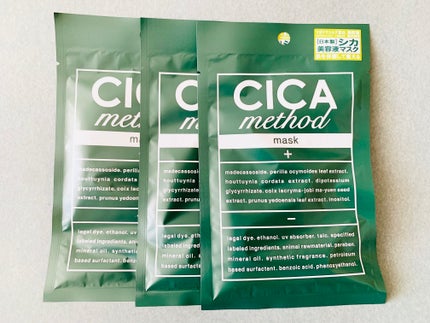 [日本製]シカ
美容液マスク
CICA
method
mask
+
madecassoside. perilla ocymoides leaf extract.
houttuynia cordata extract. dipotassium
glycyrrhizate. coix lacryma-jobi ma-yuen seed
extract. prunus yedoensis leaf extract. inositol.
−
legal dye. ethanol. uv absorber. talc. specified
labeled ingredients. animal rawmaterial. paraben.
mineral oil. synthetic fragrance. petroleum
based surfactant. benzoic acid. phenoxyethanol.